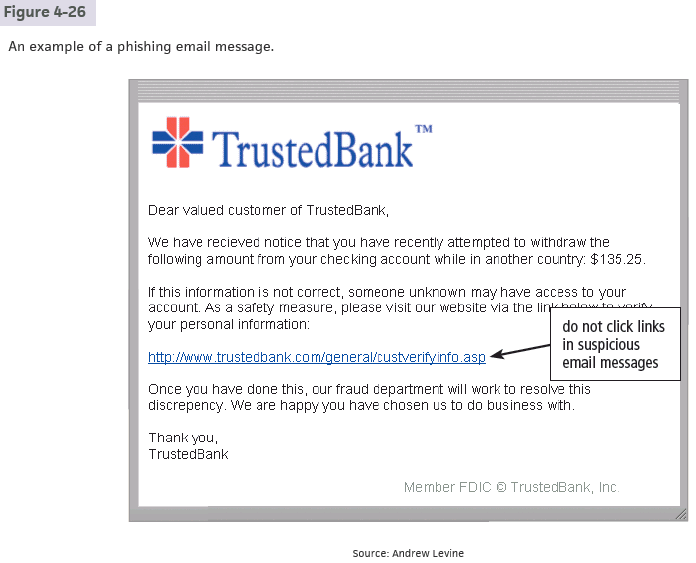 Figure 4-26
An example of a phishing email message.
TrustedBank™
Dear valued customer of TrustedBank,
We have recieved notice that you have recently attempted to withdraw the
following amount from your checking account while in another country: $135.25.
If this information is not correct, someone unknown may have access to your
account. As a safety measure, please visit our website via the link below to verify
your personal information:
http://www.trustedbank.com/general/custverifyinfo.asp
do not click links
in suspicious
email messages
Once you have done this, our fraud department will work to resolve this
discrepency. We are happy you have chosen us to do business with.
Thank you,
TrustedBank
Member FDIC © TrustedBank, Inc.
Source: Andrew Levine